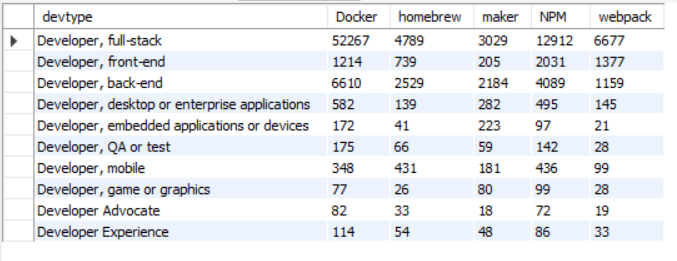 devtype Docker homebrew maker NPM webpack
Developer, full-stack 52267 4789 3029 12912 6677
Developer, front-end 1214 739 205 2031 1377
Developer, back-end 6610 2529 2184 4089 1159
Developer, desktop or enterprise applications 582 139 282 495 145
Developer, embedded applications or devices 172 41 223 97 21
Developer, QA or test 175 66 59 142 28
Developer, mobile 348 431 181 436 99
Developer, game or graphics 77 26 80 99 28
Developer Advocate 82 33 18 72 19
Developer Experience 114 54 48 86 33